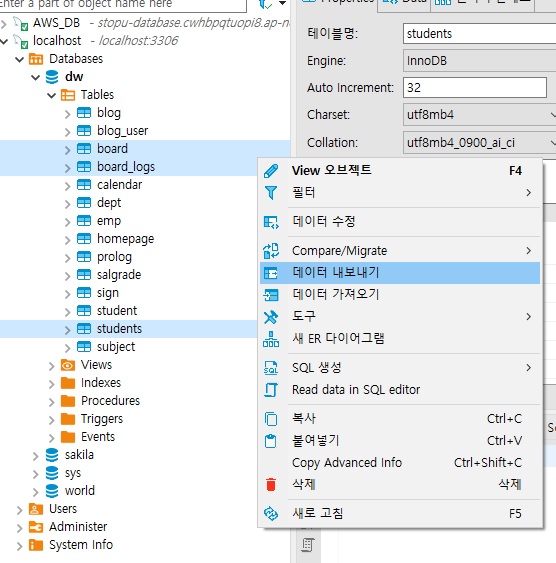 Enter a part of object name here
AWS_DB - stopu-database.cwhbpqtuopi8.ap-n
localhost - localhost:3306
Databases
dw
Tables
blog
blog_user
board
board_logs
calendar
dept
emp
homepage
prolog
salgrade
sign
student
students
subject
Views
Indexes
Procedures
Triggers
Events
sakila
sys
world
Users
Administer
System Info
Properties
Data
테이블명:
students
Engine:
InnoDB
Auto Increment:
32
Charset:
utf8mb4
Collation:
utf8mb4_0900_ai_ci
View 오브젝트 F4
필터
데이터 수정
Compare/Migrate
데이터 내보내기
데이터 가져오기
도구
새 ER 다이어그램
SQL 생성
Read data in SQL editor
복사 Ctrl+C
붙여넣기 Ctrl+V
Copy Advanced Info Ctrl+Shift+C
삭제 삭제
새로 고침 F5